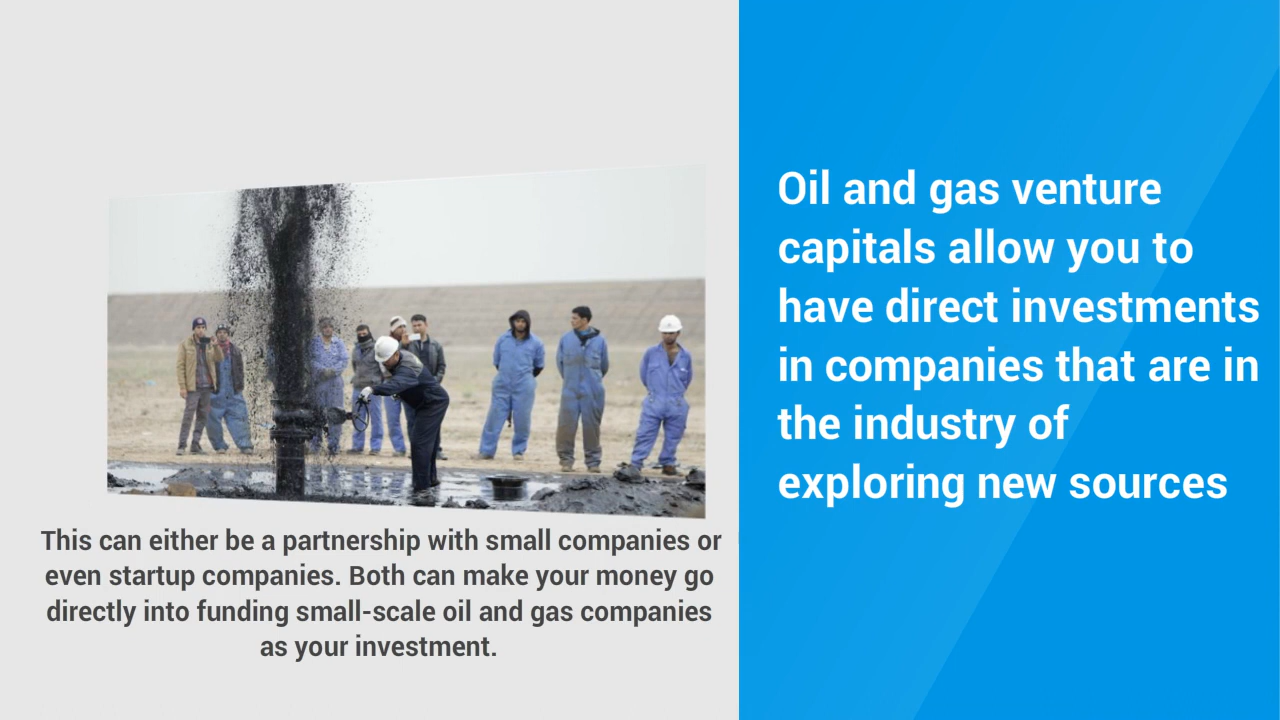 Oil and gas venture
capitals allow you to
have direct investments
in companies that are in
the industry of
exploring new sources
This can either be a partnership with small companies or
even startup companies. Both can make your money go
directly into funding small-scale oil and gas companies
as your investment.